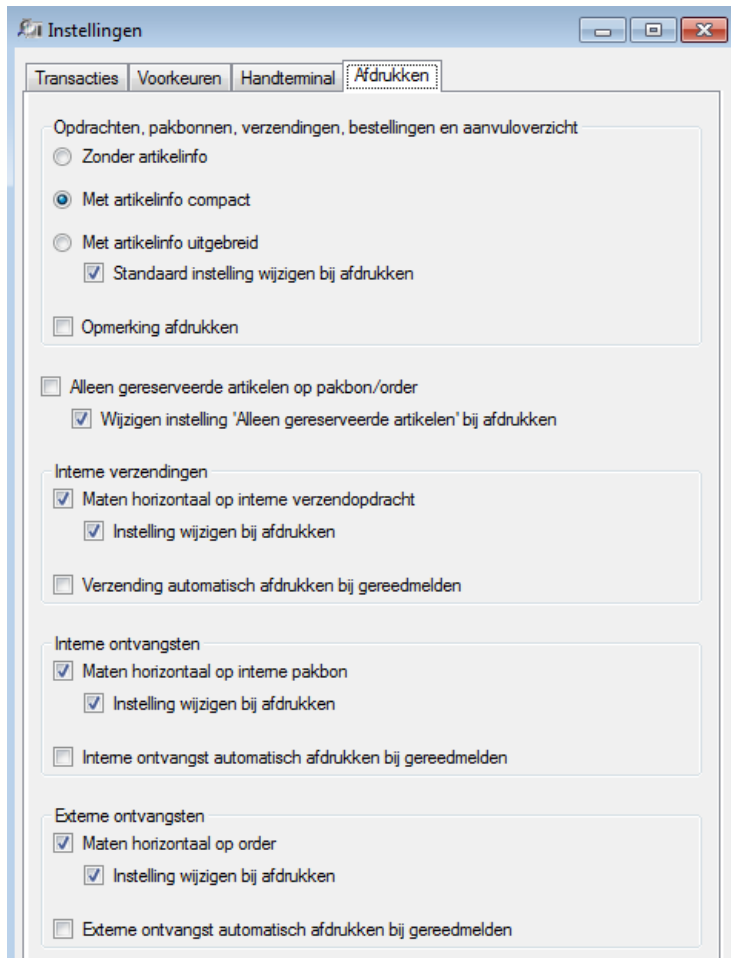 Instellingen
Transacties Voorkeuren Handterminal Afdrukken
Opdrachten, pakbonnen, verzendingen, bestellingen en aanvuloverzicht
Zonder artikelinfo
Met artikelinfo compact
Met artikelinfo uitgebreid
Standaard instelling wijzigen bij afdrukken
Opmerking afdrukken
Alleen gereserveerde artikelen op pakbon/order
Wijzigen instelling 'Alleen gereserveerde artikelen' bij afdrukken
Interne verzendingen
Maten horizontaal op interne verzendopdracht
Instelling wijzigen bij afdrukken
Verzending automatisch afdrukken bij gereedmelden
Interne ontvangsten
Maten horizontaal op interne pakbon
Instelling wijzigen bij afdrukken
Interne ontvangst automatisch afdrukken bij gereedmelden
Externe ontvangsten
Maten horizontaal op order
Instelling wijzigen bij afdrukken
Externe ontvangst automatisch afdrukken bij gereedmelden